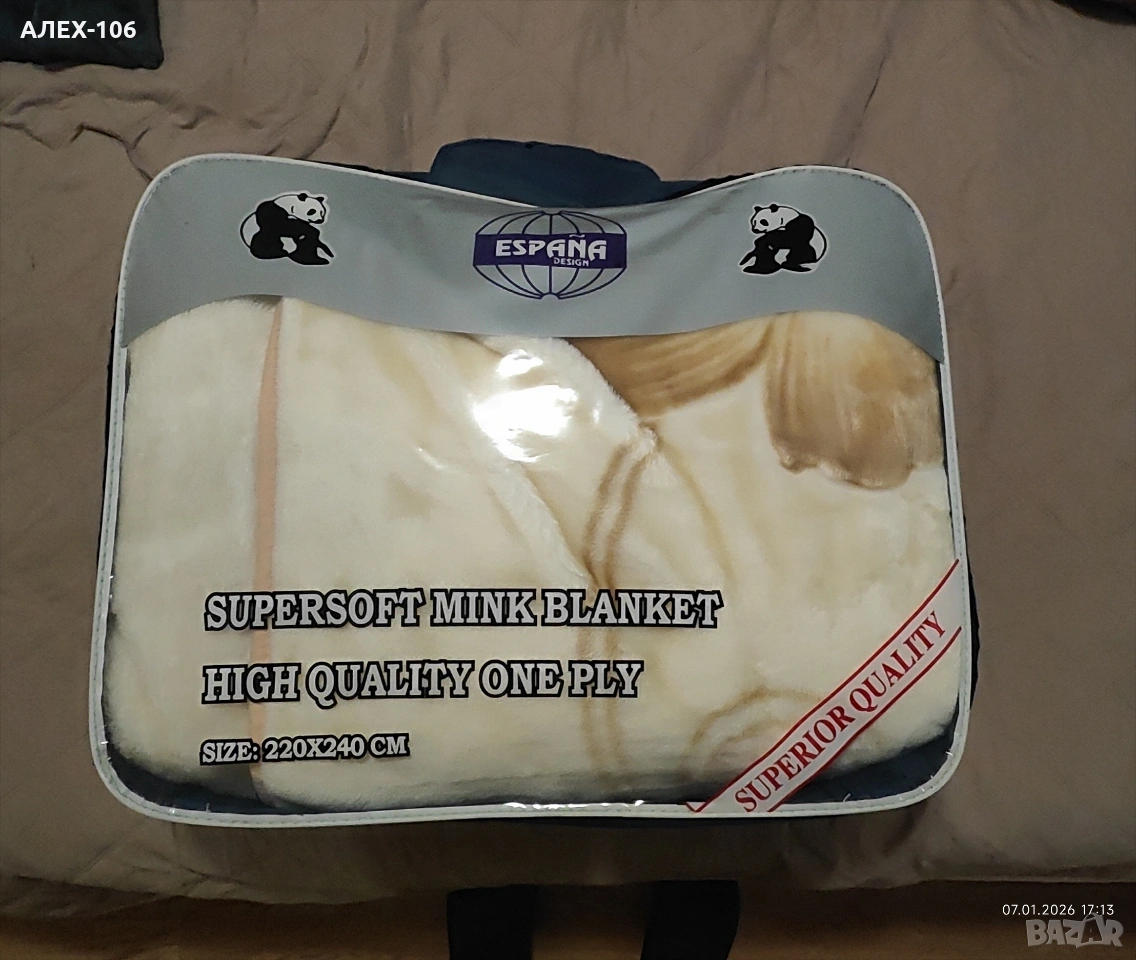 АЛЕХ-106
ESPAÑA
DESIGN
SUPERSOFT MINK BLANKET
HIGH QUALITY ONE PLY
SIZE: 220X240 CM
SUPERIOR QUALITY
07.01.2026 17:13
BAZAR